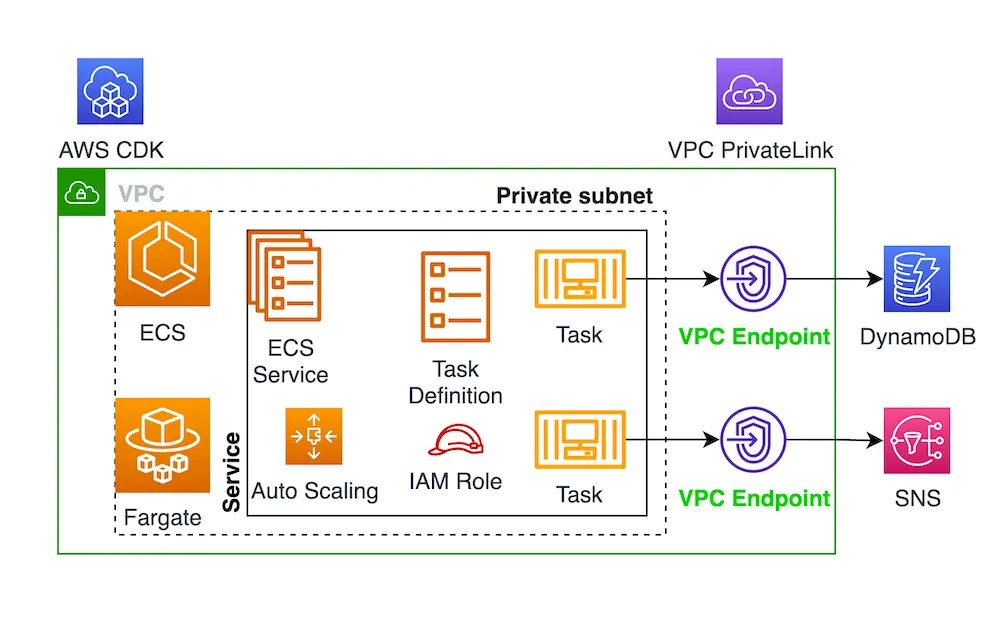 AWS CDK
VPC PrivateLink
VPC
Private subnet
ECS
ECS
Service
Task
Definition
Task
VPC Endpoint
DynamoDB
Fargate
Service
Auto Scaling
IAM Role
Task
VPC Endpoint
SNS